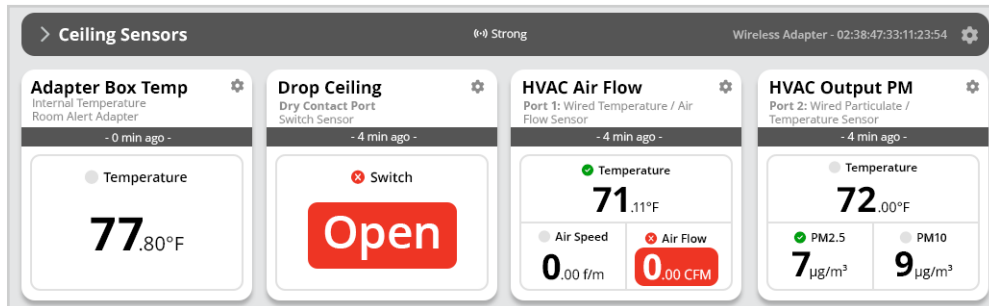 Ceiling Sensors
Strong
Wireless Adapter - 02:38:47:33:11:23:54
Adapter Box Temp
Internal Temperature
Room Alert Adapter
- 0 min ago -
Temperature
77.80°F
Drop Ceiling
Dry Contact Port
Switch Sensor
- 4 min ago -
Switch
Open
HVAC Air Flow
Port 1: Wired Temperature / Air
Flow Sensor
- 4 min ago -
Temperature
71.11°F
Air Speed
0.00 f/m
Air Flow
0.00 CFM
HVAC Output PM
Port 2: Wired Particulate /
Temperature Sensor
- 4 min ago -
Temperature
72.00°F
PM2.5
7µg/m³
PM10
9µg/m³